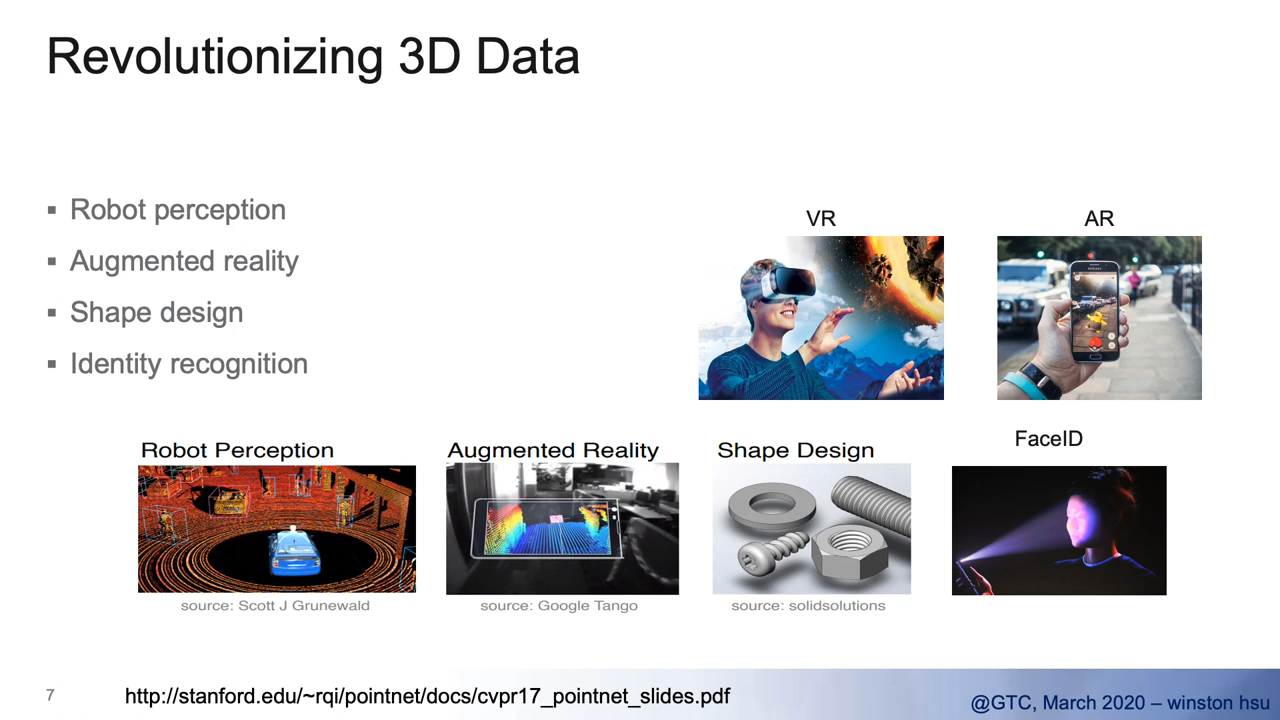 Revolutionizing 3D Data
▪ Robot perception
▪ Augmented reality
▪ Shape design
▪ Identity recognition
VR
AR
Robot Perception
Augmented Reality
Shape Design
FaceID
source: Scott J Grunewald
source: Google Tango
source: solidsolutions
7
http://stanford.edu/~rqi/pointnet/docs/cvpr17_pointnet_slides.pdf
@GTC, March 2020 – winston hsu